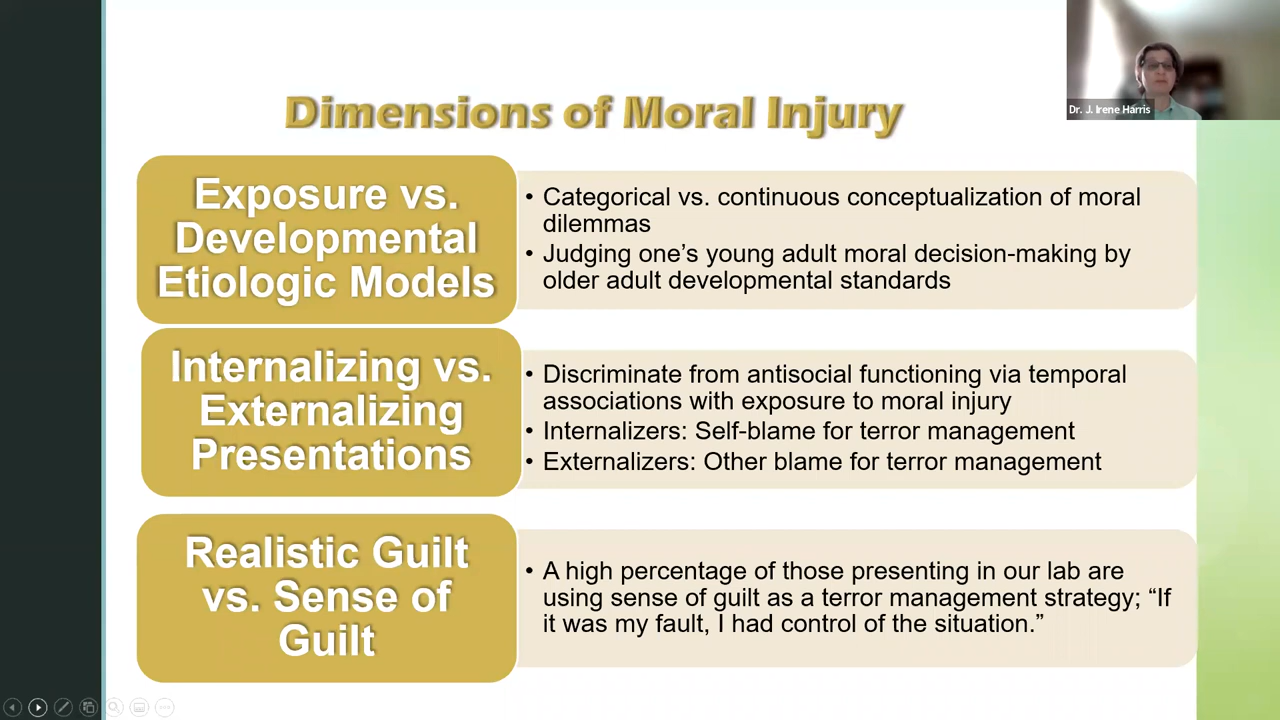 Dr. J. Irene Harris
Dimensions of Moral Injury
Exposure vs.
Developmental
Etiologic Models
• Categorical vs. continuous conceptualization of moral
dilemmas
• Judging one’s young adult moral decision-making by
older adult developmental standards
Internalizing vs.
Externalizing
Presentations
• Discriminate from antisocial functioning via temporal
associations with exposure to moral injury
• Internalizers: Self-blame for terror management
• Externalizers: Other blame for terror management
Realistic Guilt
vs. Sense of
Guilt
• A high percentage of those presenting in our lab are
using sense of guilt as a terror management strategy; “If
it was my fault, I had control of the situation.”